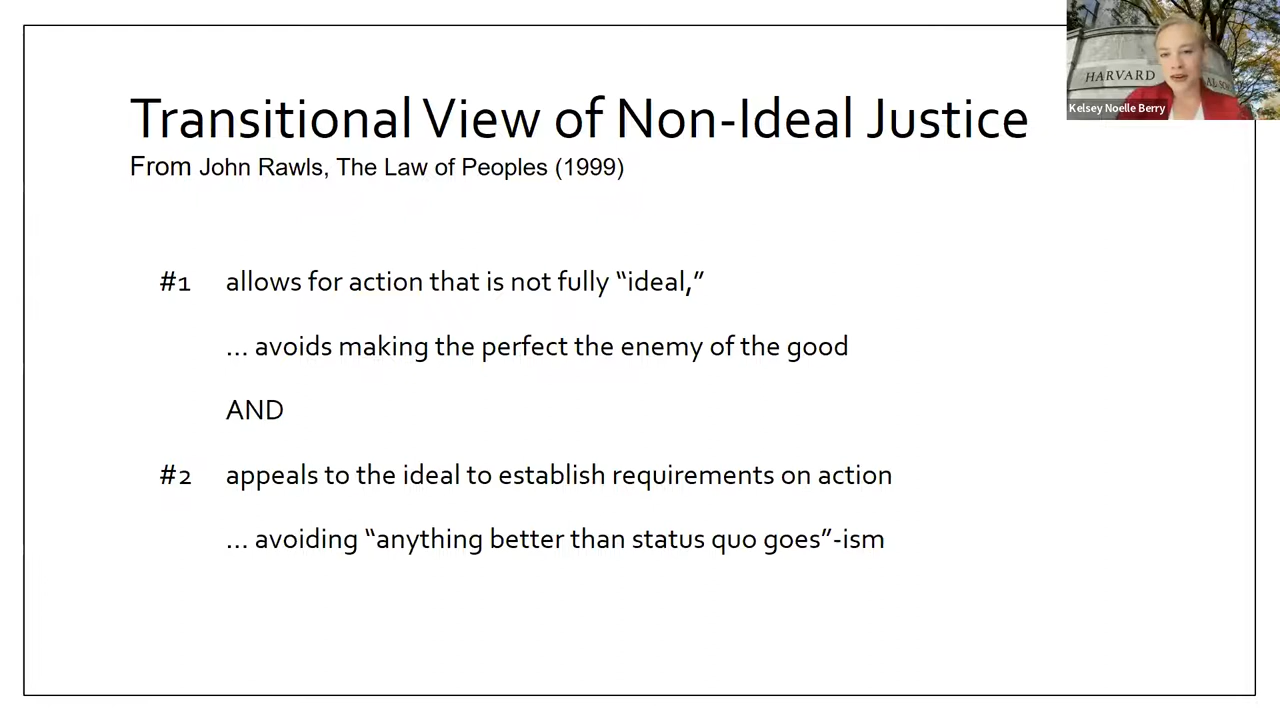 Transitional View of Non-Ideal Justice
From John Rawls, The Law of Peoples (1999)
HARVARD
Kelsey Noelle Berry
#1 allows for action that is not fully “ideal,”
... avoids making the perfect the enemy of the good
AND
#2 appeals to the ideal to establish requirements on action
... avoiding “anything better than status quo goes”-ism